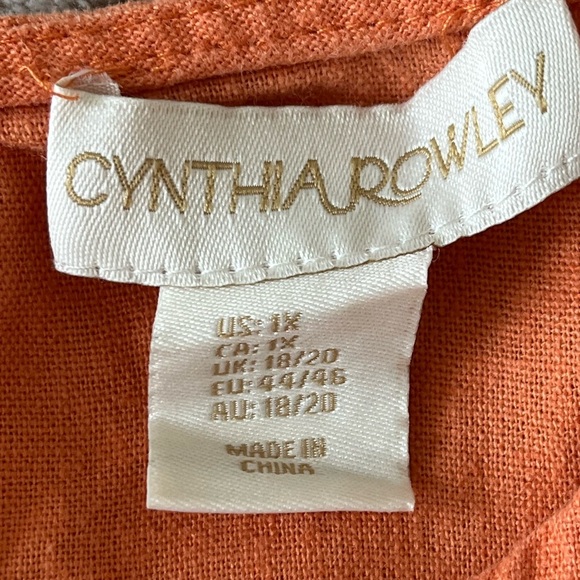 CYNTHIA ROWLEY
US: 1X
CA: 1X
UK: 18/20
EU: 44/46
AU: 18/20
MADE IN
CHINA